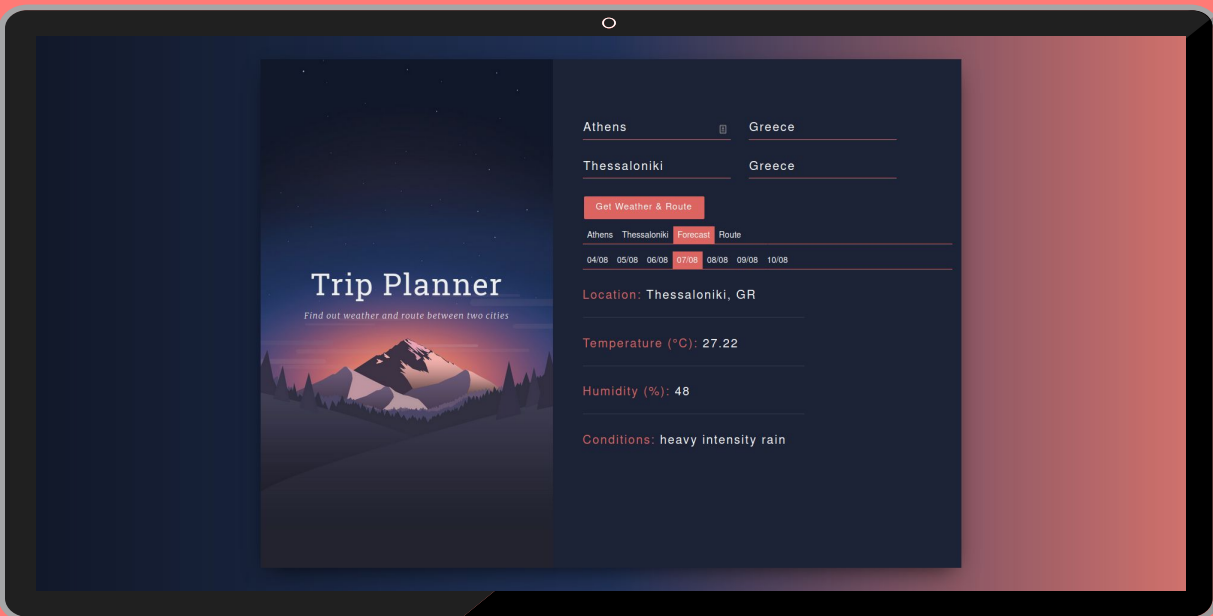 Trip Planner
Find out weather and route between two cities
Athens Greece
Thessaloniki Greece
Get Weather & Route
Athens Thessaloniki Forecast Route
04/08 05/08 06/08 07/08 08/08 09/08 10/08
Location: Thessaloniki, GR
Temperature (°C): 27.22
Humidity (%): 48
Conditions: heavy intensity rain